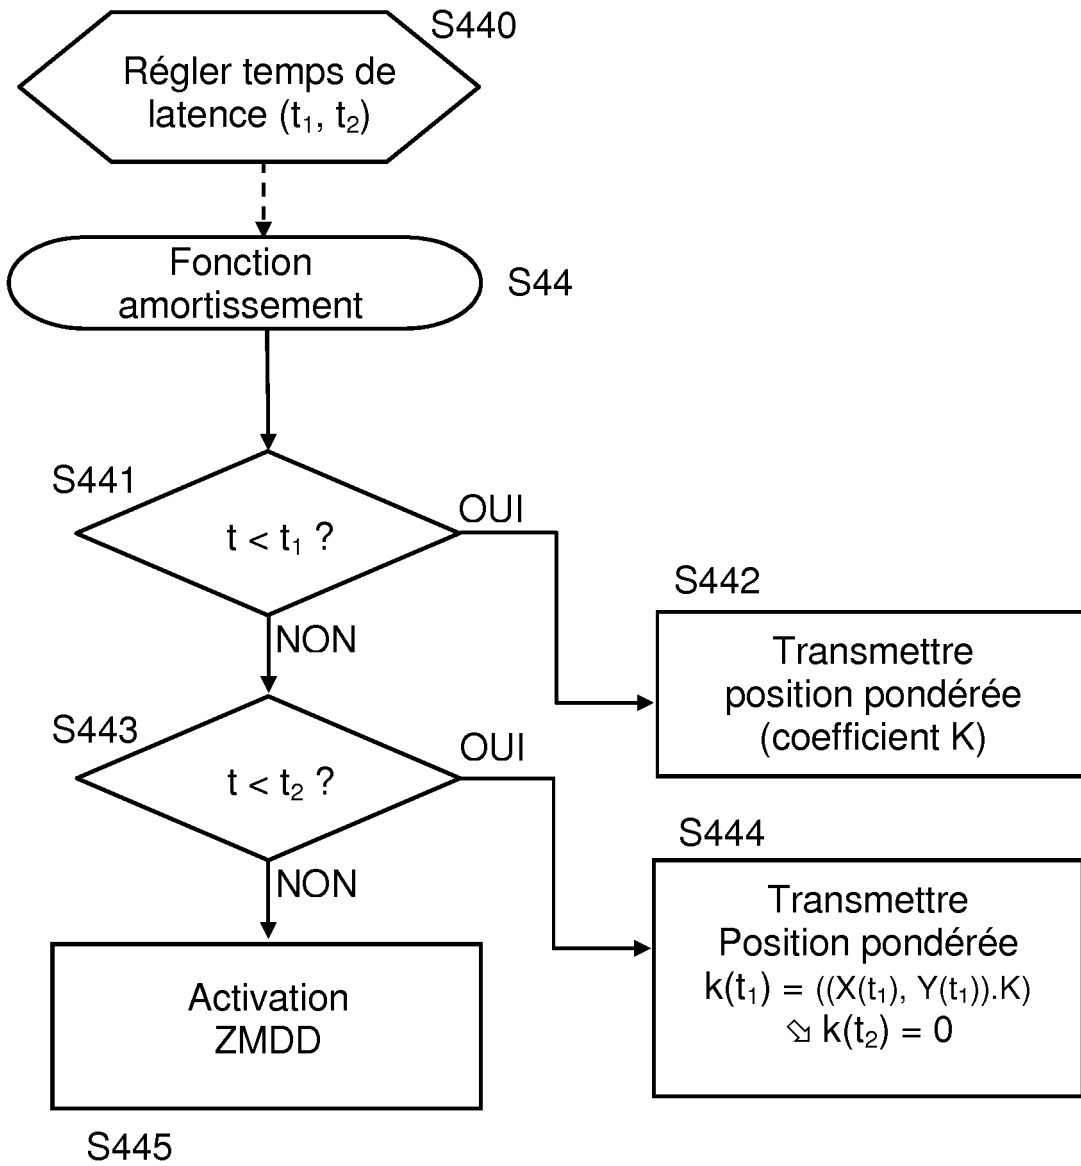 S440
Régler temps de
latence (t₁, t₂)
Fonction
amortissement
S44
S441
t < t₁ ?
OUI
NON
S442
Transmettre
position pondérée
(coefficient K)
S443
t < t₂ ?
OUI
NON
S444
Transmettre
Position pondérée
k(t₁) = ((X(t₁), Y(t₁)).K)
⬂ k(t₂) = 0
Activation
ZMDD
S445